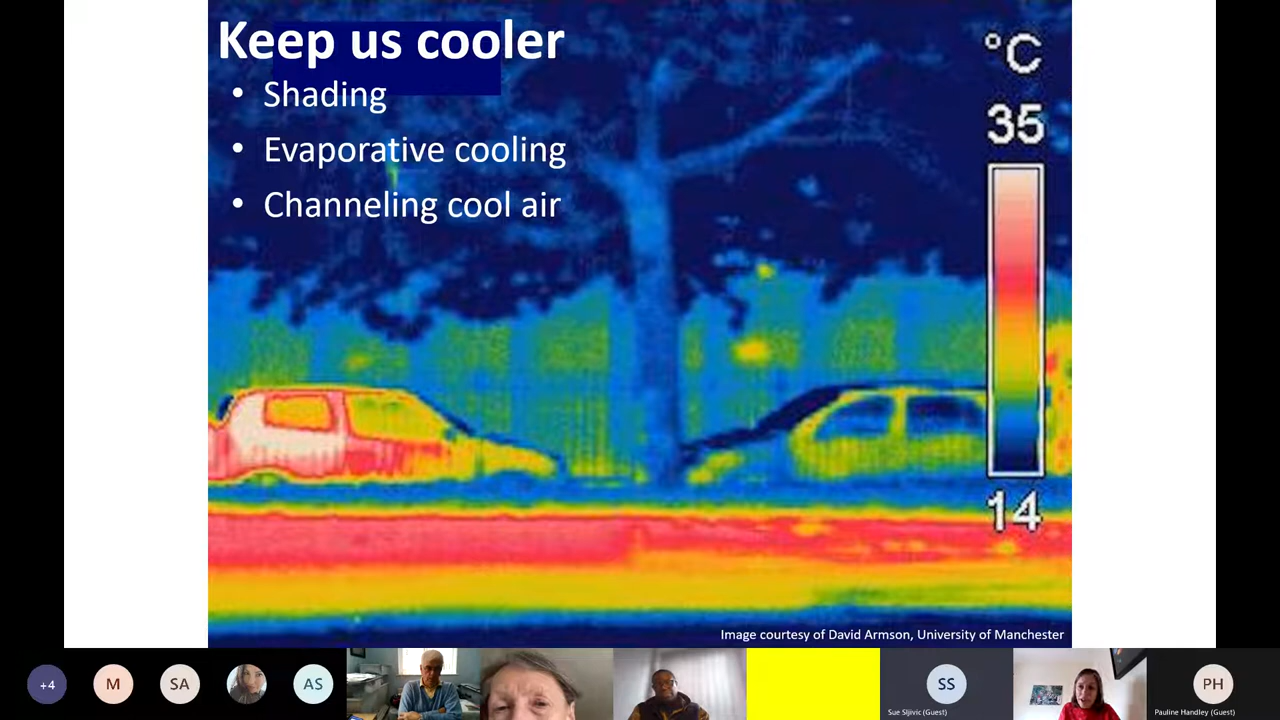 Keep us cooler
• Shading
• Evaporative cooling
• Channeling cool air
°C
35
14
Image courtesy of David Armson, University of Manchester
+4
M
SA
AS
SS
Sue Sljivic (Guest)
PH
Pauline Handley (Guest)